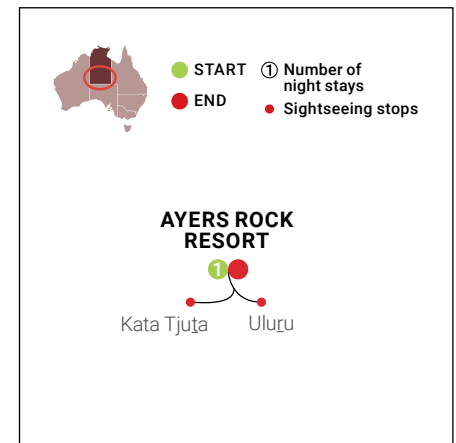 START
① Number of
night stays
END
Sightseeing stops
AYERS ROCK
RESORT
1
Kata Tjuṯa
Uluṟu